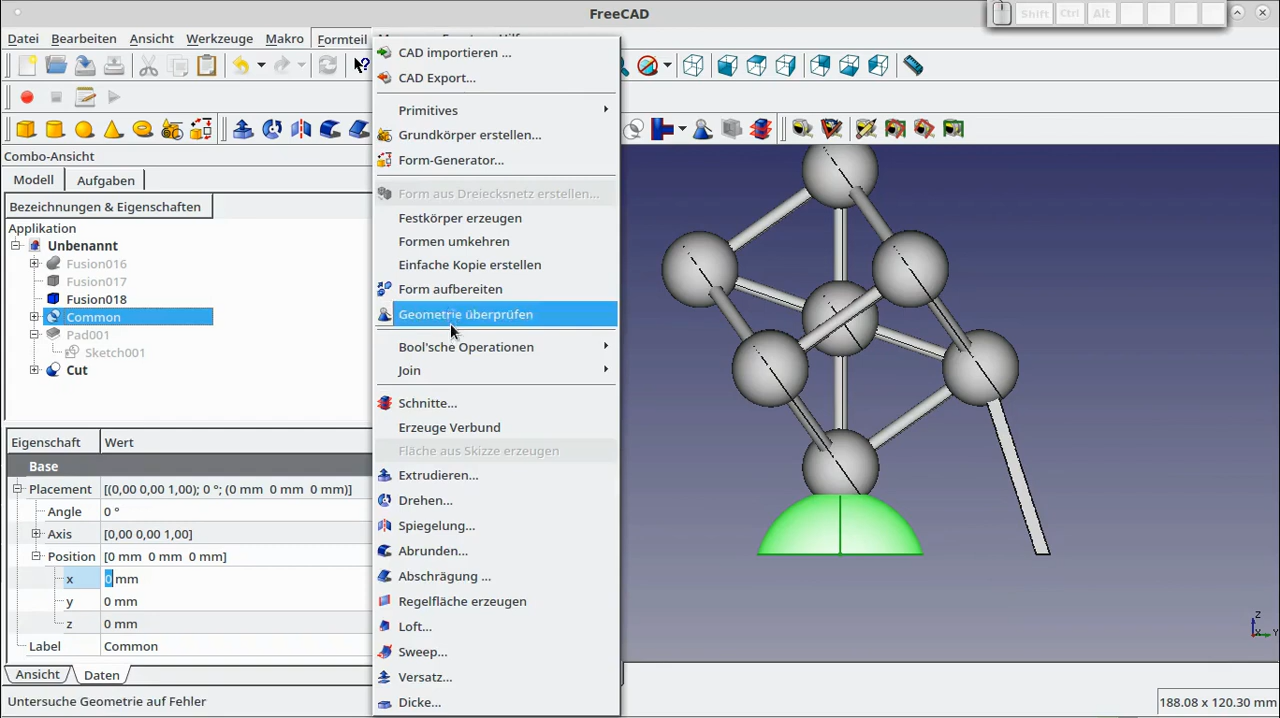 FreeCAD
Shift Ctrl Alt
Datei Bearbeiten Ansicht Werkzeuge Makro Formteil
CAD importieren ...
CAD Export...
Primitives
Grundkörper erstellen...
Form-Generator...
Form aus Dreiecksnetz erstellen...
Festkörper erzeugen
Formen umkehren
Einfache Kopie erstellen
Form aufbereiten
Geometrie überprüfen
Bool'sche Operationen
Join
Schnitte...
Erzeuge Verbund
Fläche aus Skizze erzeugen
Extrudieren...
Drehen...
Spiegelung...
Abrunden...
Abschrägung ...
Regelfläche erzeugen
Loft...
Sweep...
Versatz...
Dicke...
Combo-Ansicht
Modell Aufgaben
Bezeichnungen & Eigenschaften
Applikation
Unbenannt
Fusion016
Fusion017
Fusion018
Common
Pad001
Sketch001
Cut
Eigenschaft Wert
Base
Placement [(0,00 0,00 1,00); 0 °; (0 mm 0 mm 0 mm)]
Angle 0 °
Axis [0,00 0,00 1,00]
Position [0 mm 0 mm 0 mm]
x 0 mm
y 0 mm
z 0 mm
Label Common
Ansicht Daten
Untersuche Geometrie auf Fehler
Z
X Y
188.08 x 120.30 mm